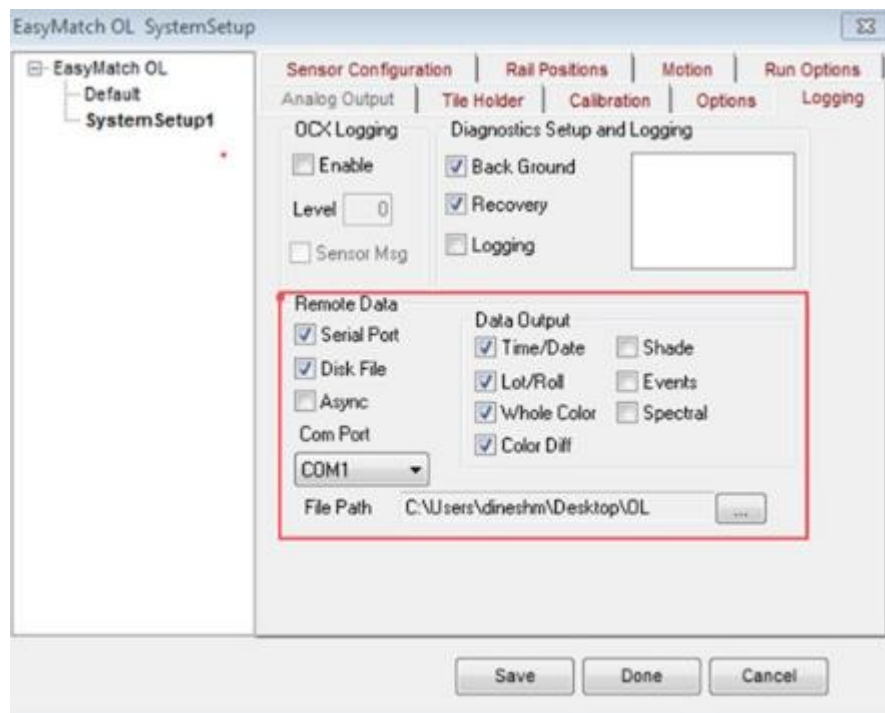 EasyMatch OL SystemSetup
EasyMatch OL
Default
SystemSetup1
Sensor Configuration
Rail Positions
Motion
Run Options
Analog Output
Tile Holder
Calibration
Options
Logging
OCX Logging
Enable
Level 0
Sensor Msg
Diagnostics Setup and Logging
Back Ground
Recovery
Logging
Remote Data
Serial Port
Disk File
Async
Com Port
COM1
Data Output
Time/Date
Shade
Lot/Roll
Events
Whole Color
Spectral
Color Diff
File Path C:\Users\dineshm\Desktop\OL ...
Save
Done
Cancel